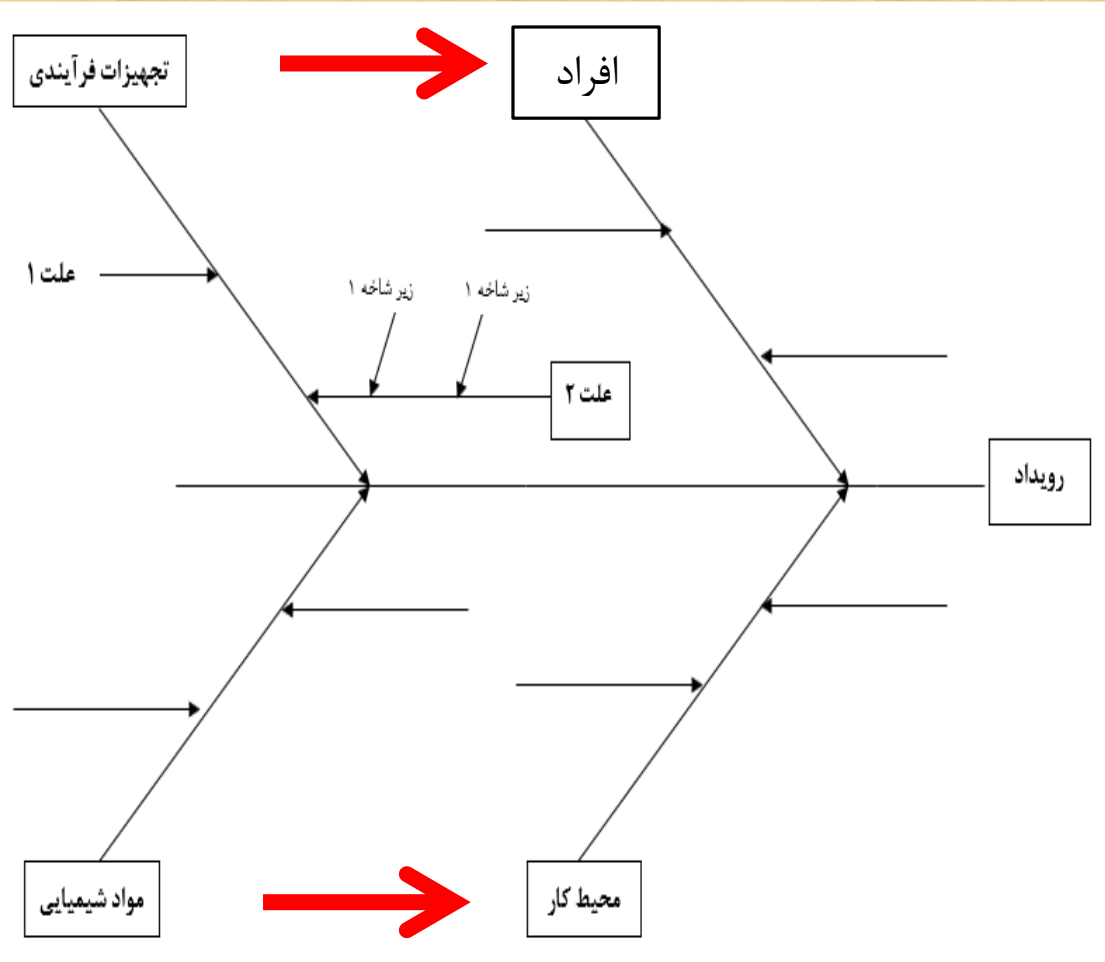 افراد
تجهیزات فرآیندی
علت ۱
زیر شاخه ۱
زیر شاخه ۱
علت ۲
رویداد
محیط کار
مواد شیمیایی